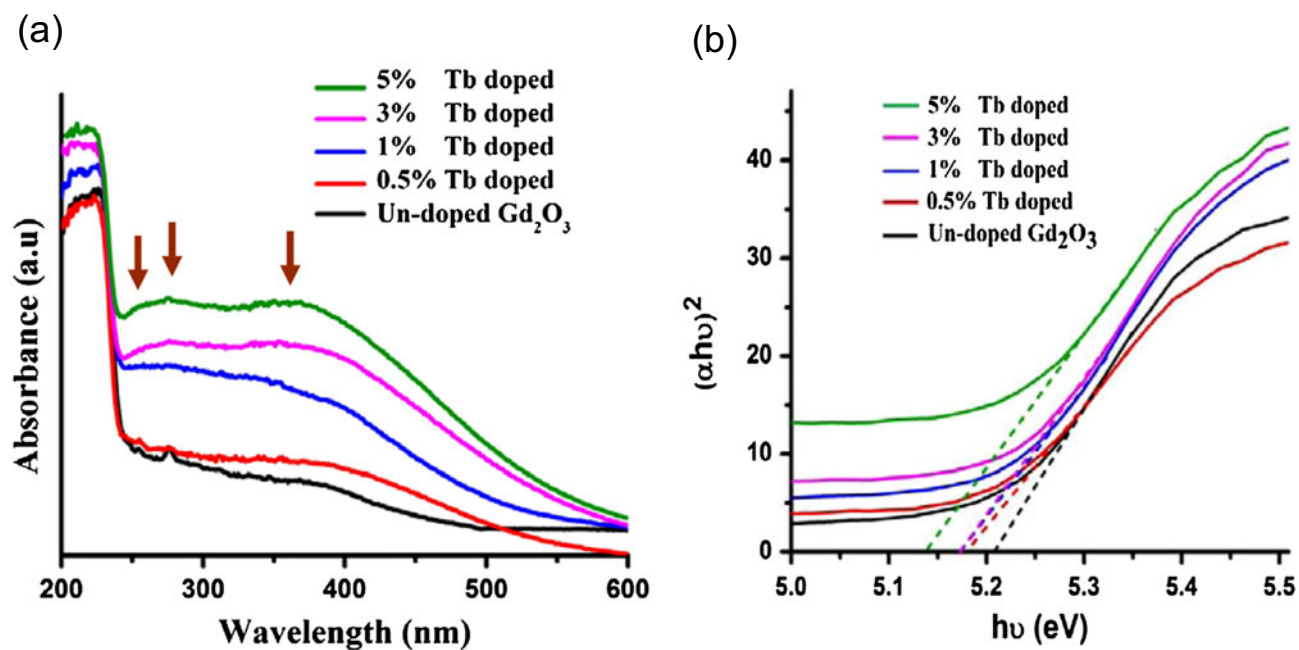 (a)
5% Tb doped
3% Tb doped
1% Tb doped
0.5% Tb doped
Un-doped Gd₂O₃
Absorbance (a.u)
200 300 400 500 600
Wavelength (nm)
(b)
5% Tb doped
3% Tb doped
1% Tb doped
0.5% Tb doped
Un-doped Gd₂O₃
(αhυ)²
40
30
20
10
0
5.0 5.1 5.2 5.3 5.4 5.5
hυ (eV)